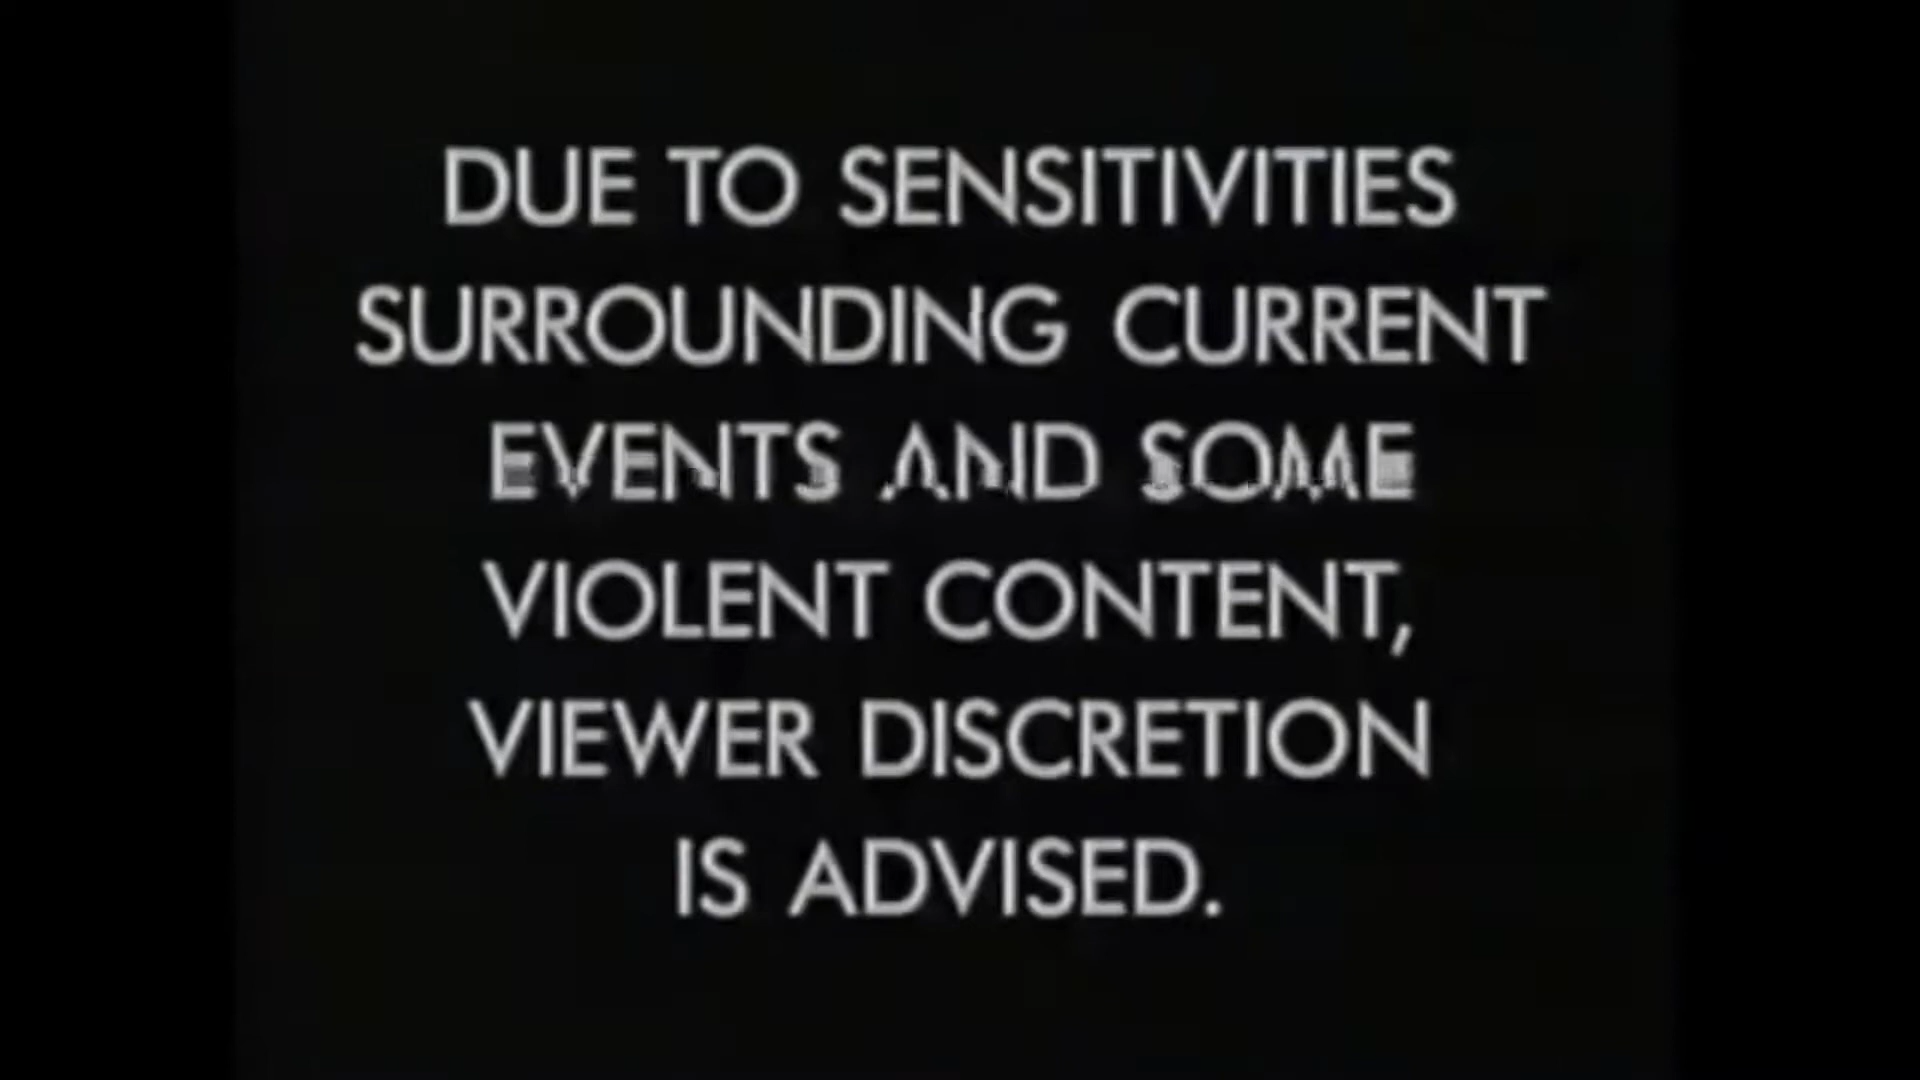 DUE TO SENSITIVITIES
SURROUNDING CURRENT
EVENTS AND SOME
VIOLENT CONTENT,
VIEWER DISCRETION
IS ADVISED.